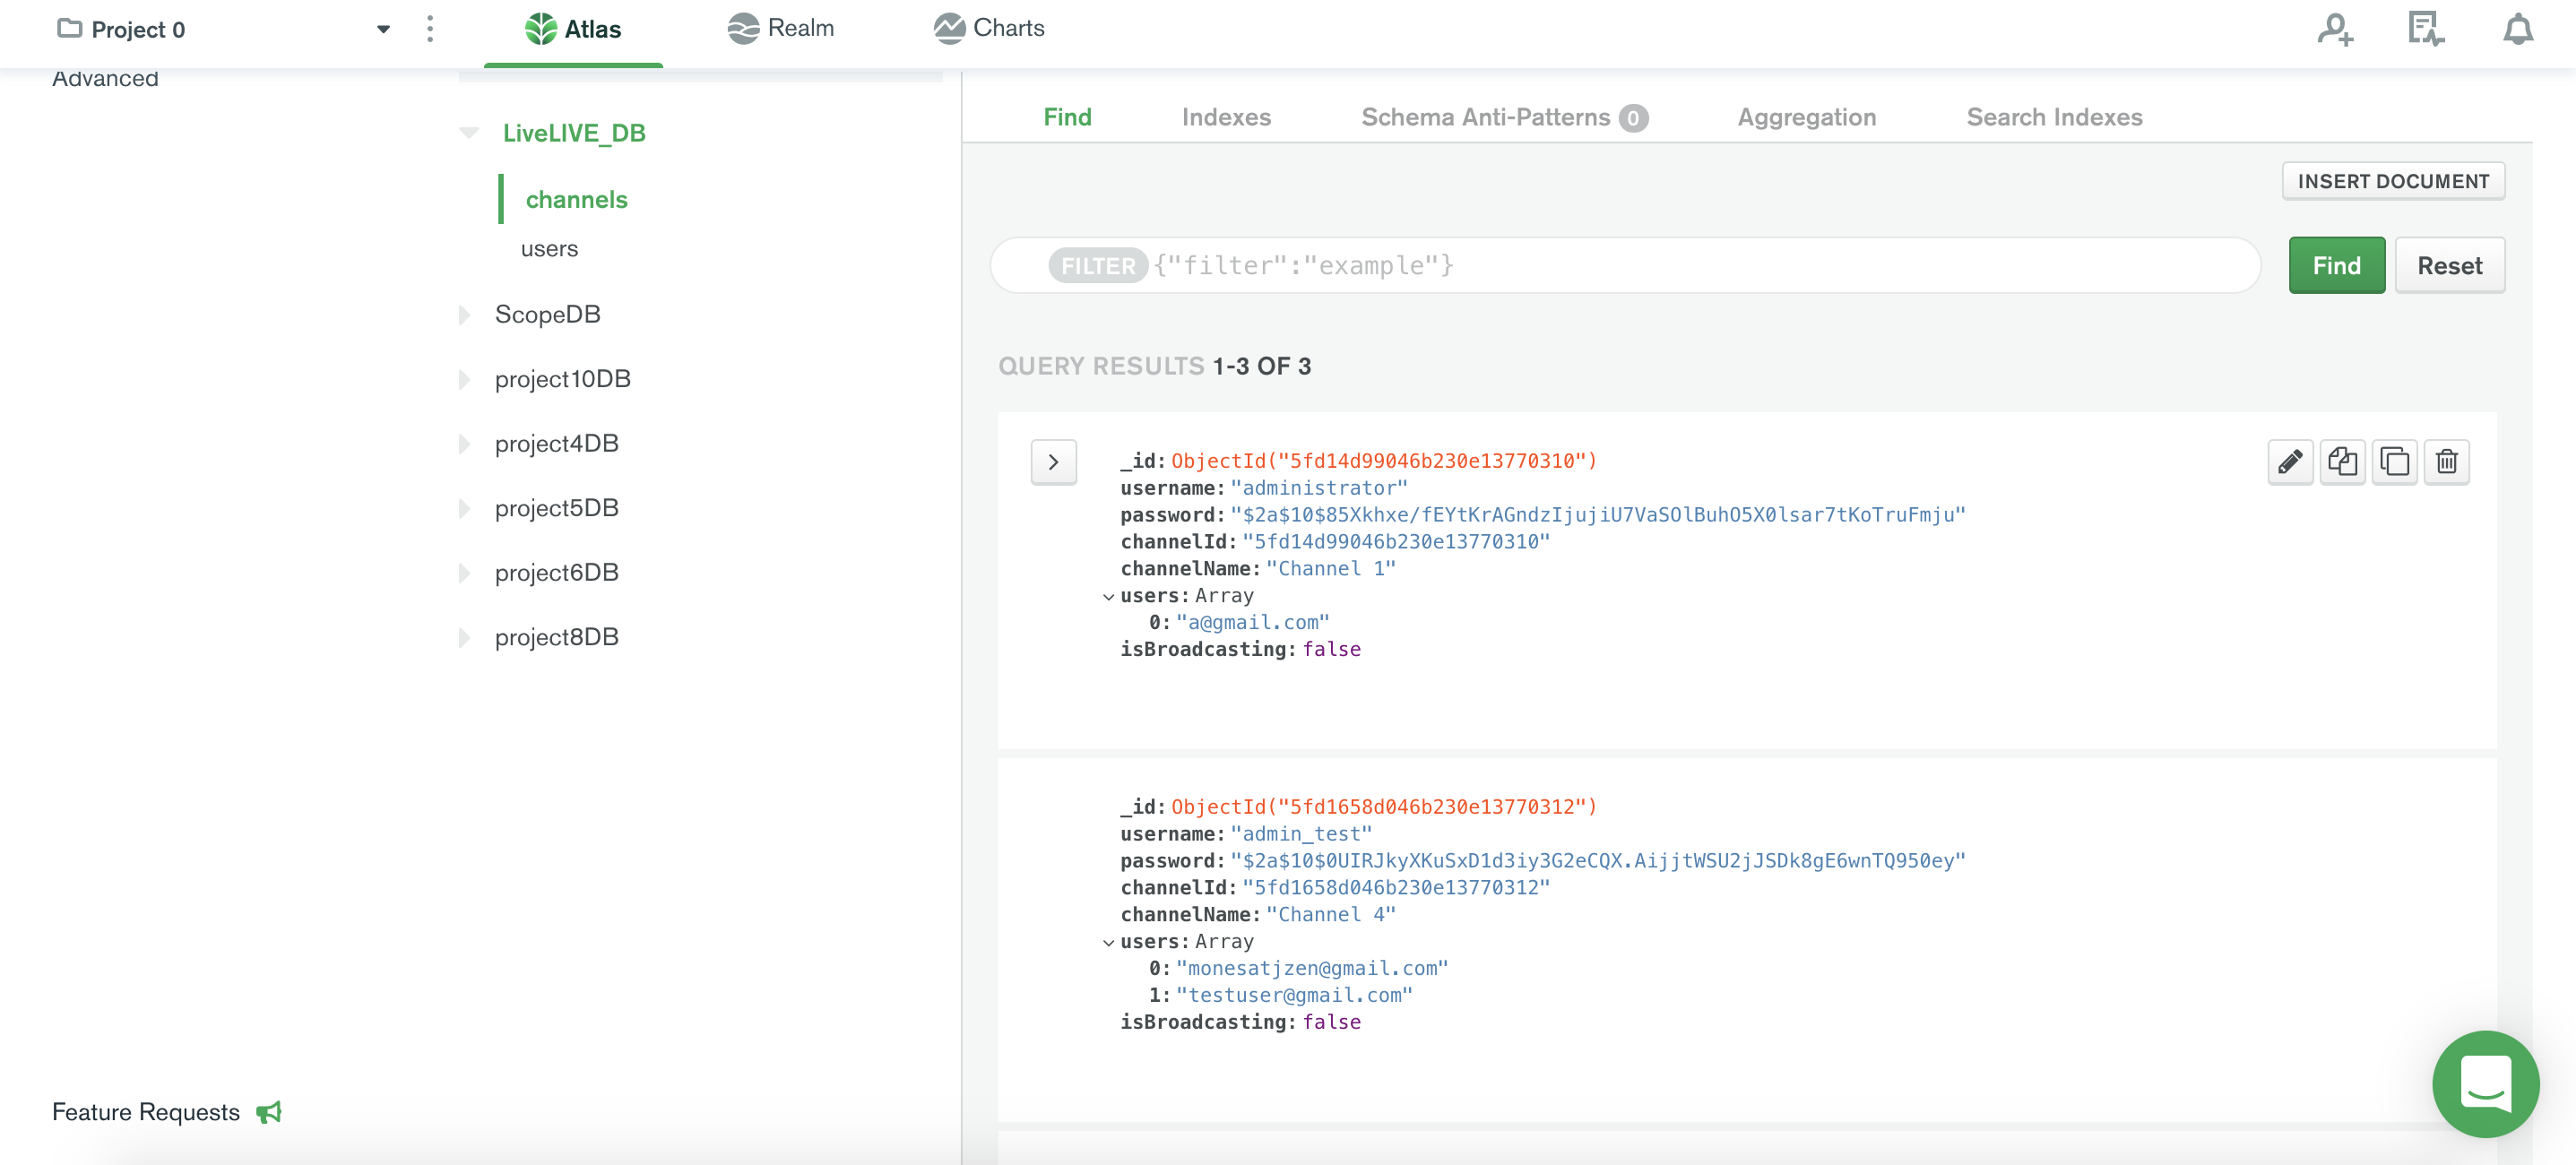 Project 0
Atlas
Realm
Charts
Advanced
LiveLIVE_DB
channels
users
ScopeDB
project10DB
project4DB
project5DB
project6DB
project8DB
Feature Requests
Find
Indexes
Schema Anti-Patterns 0
Aggregation
Search Indexes
INSERT DOCUMENT
FILTER {"filter":"example"}
Find
Reset
QUERY RESULTS 1-3 OF 3
_id: ObjectId("5fd14d99046b230e13770310")
username: "administrator"
password: "$2a$10$85Xkhxe/fEYtKrAGndzIjujiU7VaSOlBuhO5X0lsar7tKoTruFmju"
channelId: "5fd14d99046b230e13770310"
channelName: "Channel 1"
users: Array
0: "a@gmail.com"
isBroadcasting: false
_id: ObjectId("5fd1658d046b230e13770312")
username: "admin_test"
password: "$2a$10$0UIRJkyXKuSxD1d3iy3G2eCQX.AijjtWSU2jJSDk8gE6wnTQ950ey"
channelId: "5fd1658d046b230e13770312"
channelName: "Channel 4"
users: Array
0: "monesatjzen@gmail.com"
1: "testuser@gmail.com"
isBroadcasting: false